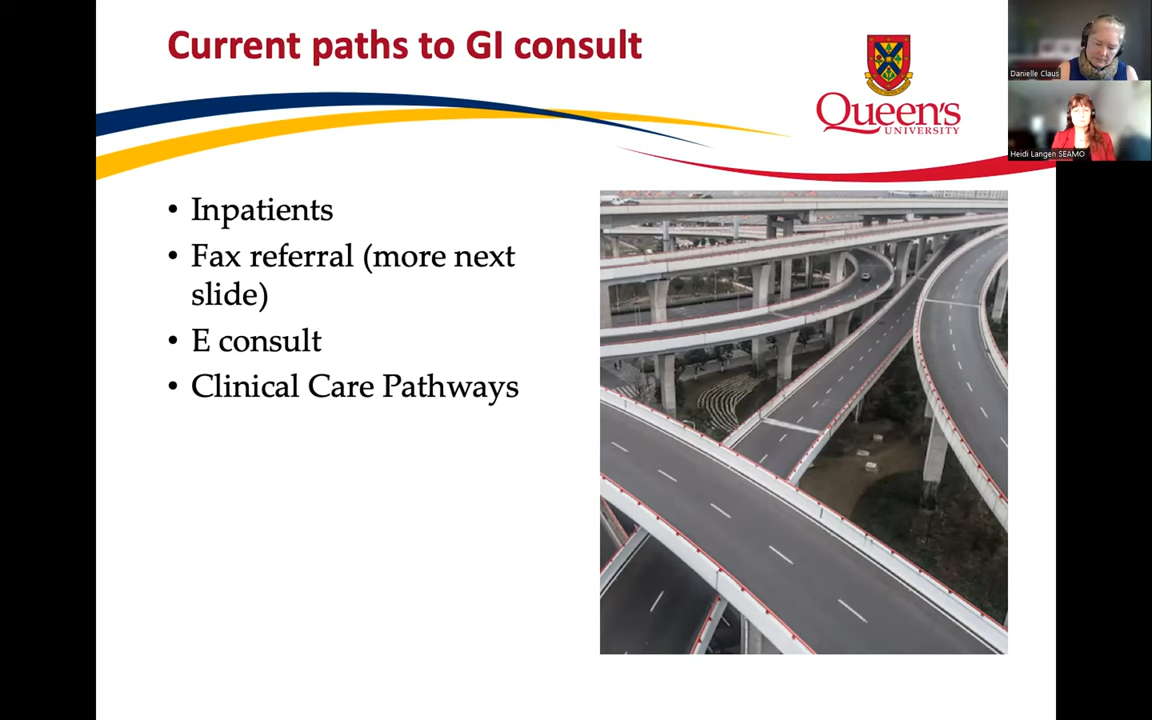 Current paths to GI consult
Queen's
UNIVERSITY
Danielle Claus
Heidi Langen SEAMO
• Inpatients
• Fax referral (more next
slide)
• E consult
• Clinical Care Pathways